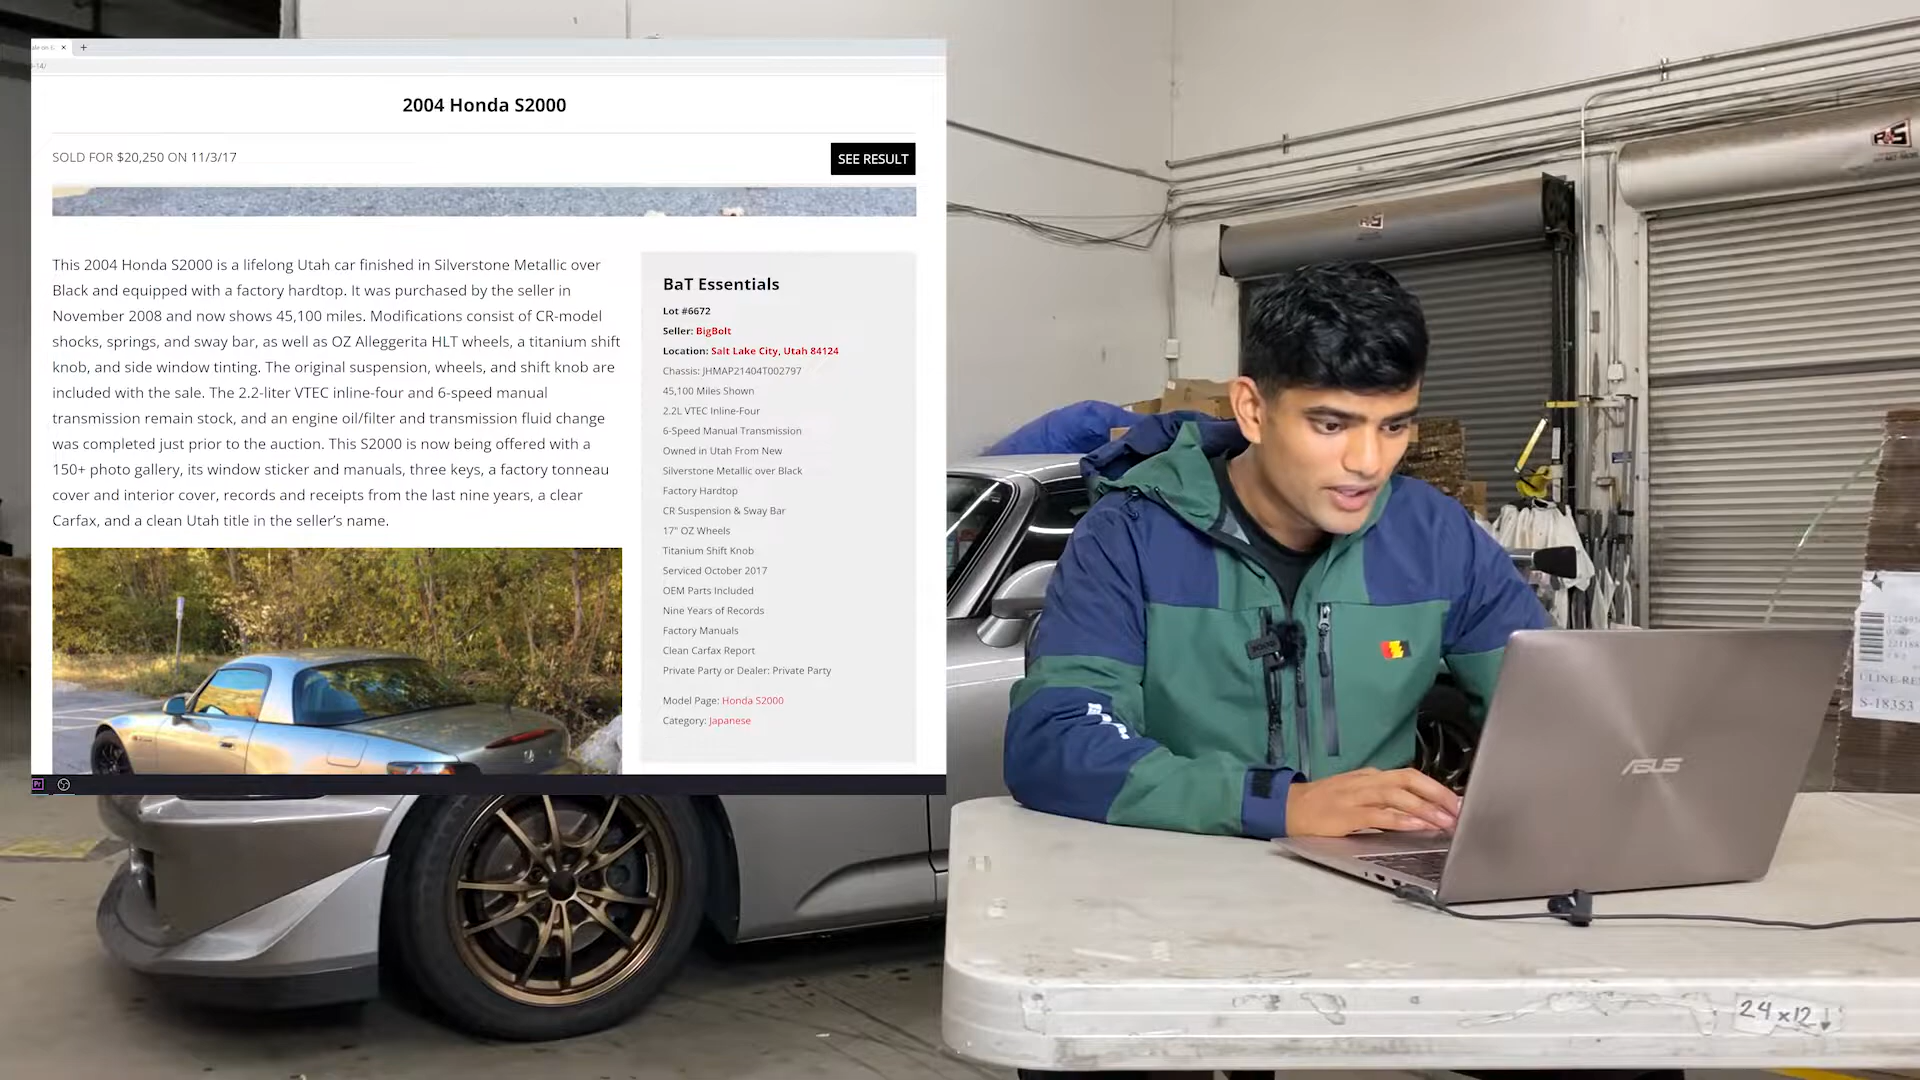 2004 Honda S2000
SOLD FOR $20,250 ON 11/3/17
SEE RESULT
This 2004 Honda S2000 is a lifelong Utah car finished in Silverstone Metallic over
Black and equipped with a factory hardtop. It was purchased by the seller in
November 2008 and now shows 45,100 miles. Modifications consist of CR-model
shocks, springs, and sway bar, as well as OZ Alleggerita HLT wheels, a titanium shift
knob, and side window tinting. The original suspension, wheels, and shift knob are
included with the sale. The 2.2-liter VTEC inline-four and 6-speed manual
transmission remain stock, and an engine oil/filter and transmission fluid change
was completed just prior to the auction. This S2000 is now being offered with a
150+ photo gallery, its window sticker and manuals, three keys, a factory tonneau
cover and interior cover, records and receipts from the last nine years, a clear
Carfax, and a clean Utah title in the seller’s name.
BaT Essentials
Lot #6672
Seller: BigBolt
Location: Salt Lake City, Utah 84124
Chassis: JHMAP21404T002797
45,100 Miles Shown
2.2L VTEC Inline-Four
6-Speed Manual Transmission
Owned in Utah From New
Silverstone Metallic over Black
Factory Hardtop
CR Suspension & Sway Bar
17" OZ Wheels
Titanium Shift Knob
Serviced October 2017
OEM Parts Included
Nine Years of Records
Factory Manuals
Clean Carfax Report
Private Party or Dealer: Private Party
Model Page: Honda S2000
Category: Japanese
Pr
R&S
R&S
ASUS
S-18353
24x12